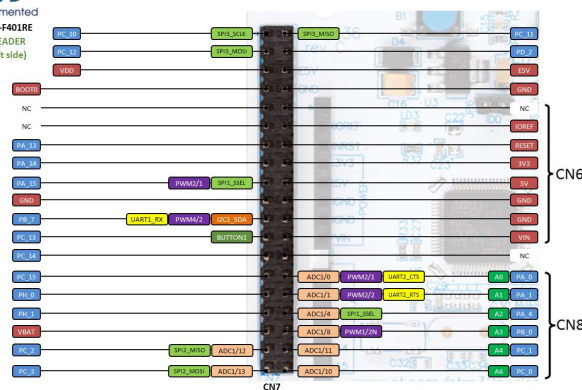 mented
-F401RE
EADER
t side)
PC_10 SPI3_SCLK SPI3_MISO PC_11
PC_12 SPI3_MOSI PD_2
VDD E5V
BOOT0 GND
NC NC
NC IOREF
PA_13 RESET
PA_14 3V3
PA_15 PWM2/1 SPI1_SSEL 5V
GND GND
PB_7 UART1_RX PWM4/2 I2C1_SDA GND
PC_13 BUTTON1 VIN
PC_14 NC
PC_15 ADC1/0 PWM2/1 UART2_CTS A0 PA_0
PH_0 ADC1/1 PWM2/2 UART2_RTS A1 PA_1
PH_1 ADC1/4 SPI1_SSEL A2 PA_4
VBAT ADC1/8 PWM1/2N A3 PB_0
PC_2 SPI2_MISO ADC1/12 ADC1/11 A4 PC_1
PC_3 SPI2_MOSI ADC1/13 ADC1/10 A6 PC_0
CN6
CN8
CN7